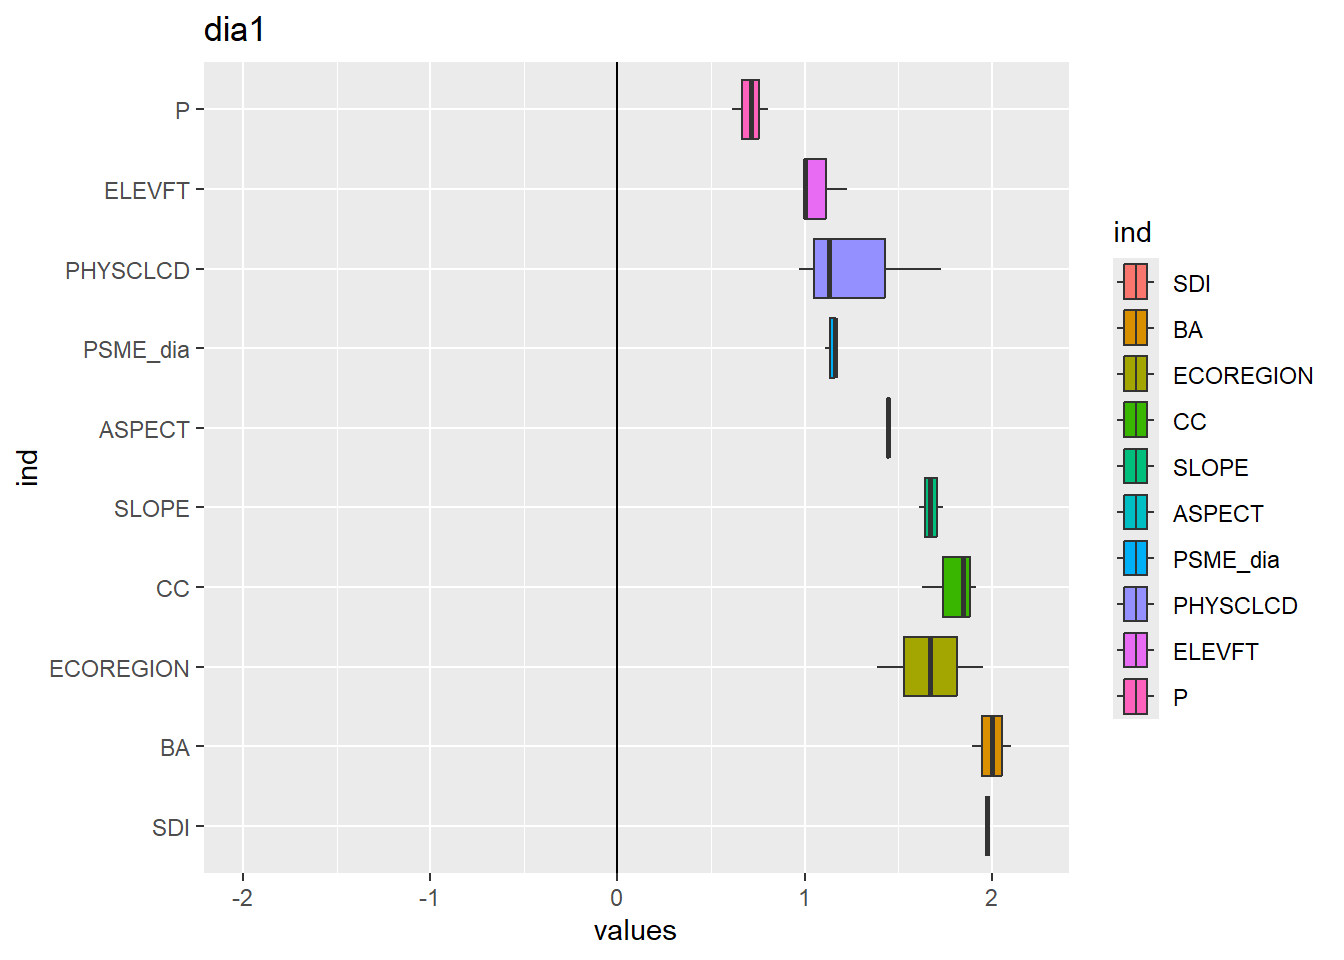 dia1
P
ELEVFT
PHYSCLCD
PSME_dia
ASPECT
SLOPE
CC
ECOREGION
BA
SDI
ind
-2 -1 0 1 2
values
ind
SDI
BA
ECOREGION
CC
SLOPE
ASPECT
PSME_dia
PHYSCLCD
ELEVFT
P